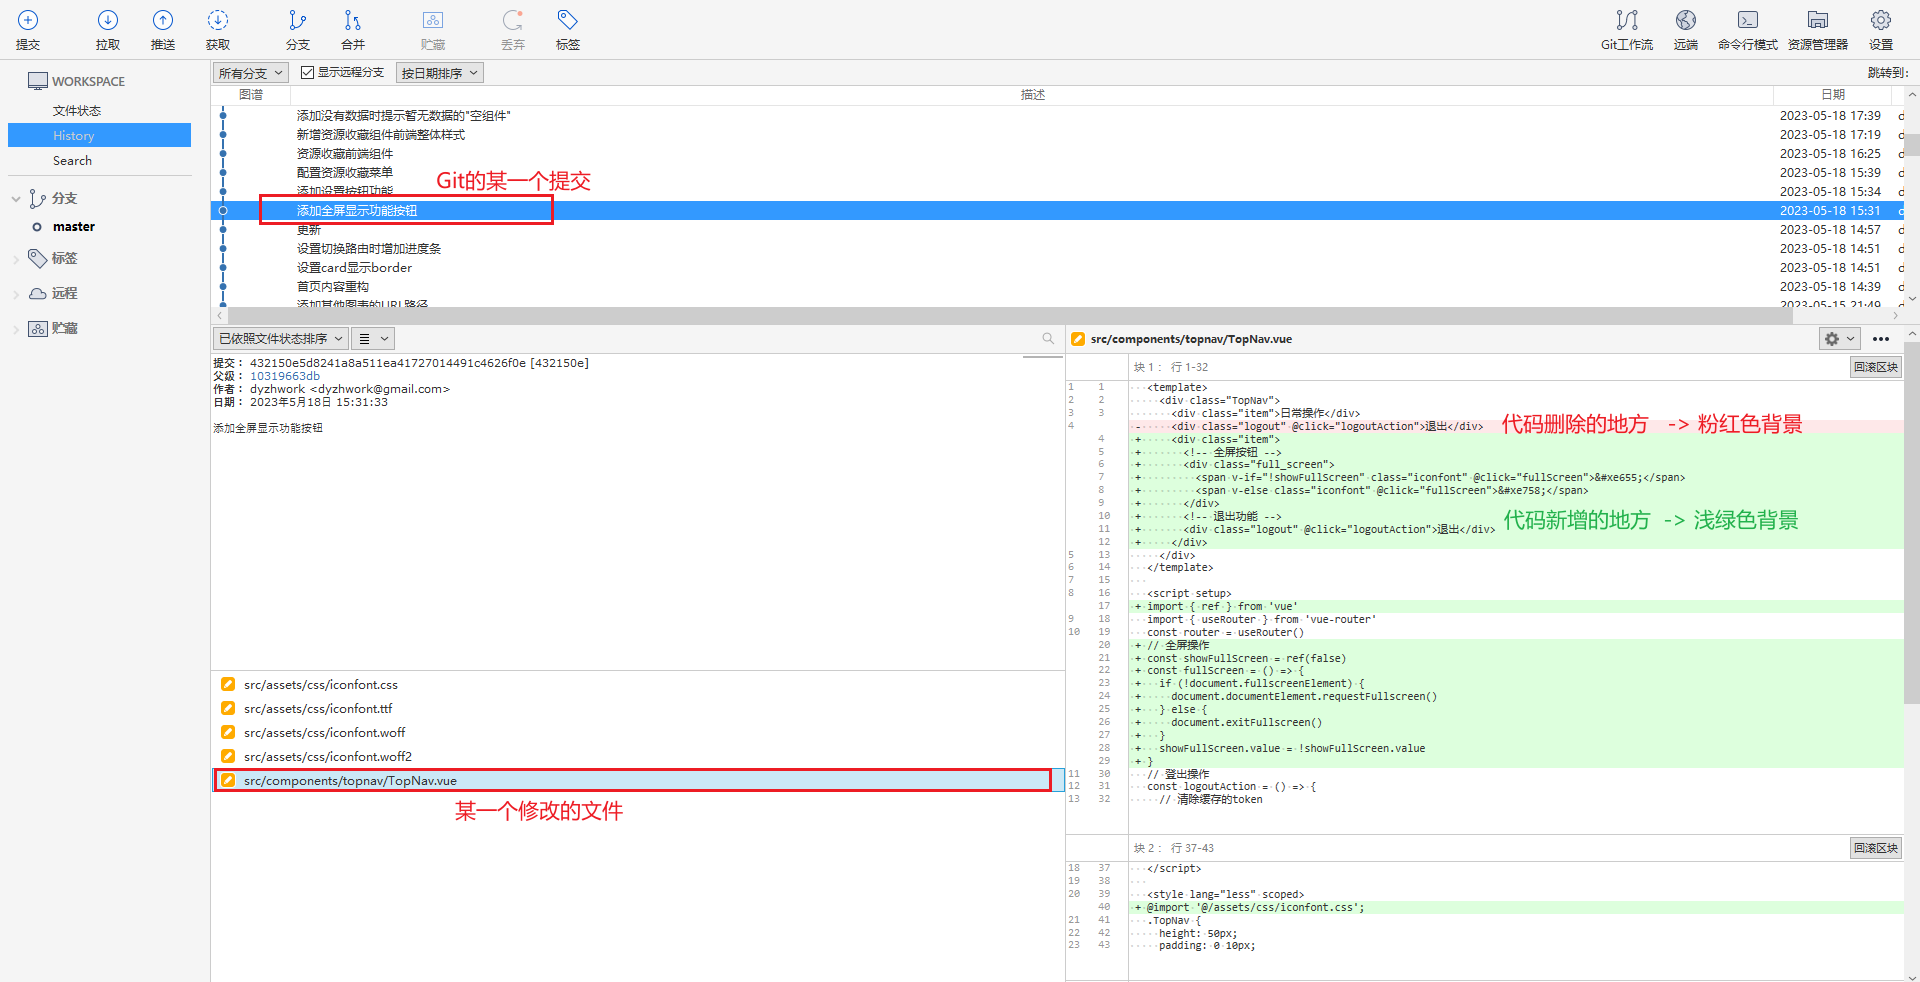 提交 拉取 推送 获取 分支 合并 贮藏 丢弃 标签 Git工作流 远端 命令行模式 资源管理器 设置
WORKSPACE
文件状态
History
Search
分支
master
标签
远程
贮藏
所有分支 显示远程分支 按日期排序 跳转到:
图谱 描述 日期
添加没有数据时提示暂无数据的"空组件" 2023-05-18 17:39
新增资源收藏组件前端整体样式 2023-05-18 17:19
资源收藏前端组件 2023-05-18 16:25
配置资源收藏菜单 2023-05-18 15:39
Git的某一个提交
添加设置按钮功能 2023-05-18 15:34
添加全屏显示功能按钮 2023-05-18 15:31
更新 2023-05-18 14:57
设置切换路由时增加进度条 2023-05-18 14:51
设置card显示border 2023-05-18 14:51
首页内容重构 2023-05-18 14:39
添加其他图表的URL路径 2023-05-15 21:49
已依照文件状态排序
提交： 432150e5d8241a8a511ea41727014491c4626f0e [432150e]
父级： 10319663db
作者： dyzhwork <dyzhwork@gmail.com>
日期： 2023年5月18日 15:31:33
添加全屏显示功能按钮
src/assets/css/iconfont.css
src/assets/css/iconfont.ttf
src/assets/css/iconfont.woff
src/assets/css/iconfont.woff2
src/components/topnav/TopNav.vue
某一个修改的文件
src/components/topnav/TopNav.vue
块 1： 行 1-32 回滚区块
1 1 <template>
2 2 <div class="TopNav">
3 3 <div class="item">日常操作</div>
4 - <div class="logout" @click="logoutAction">退出</div>
代码删除的地方 -> 粉红色背景
4 + <div class="item">
5 + <!-- 全屏按钮 -->
6 + <div class="full_screen">
7 + <span v-if="!showFullScreen" class="iconfont" @click="fullScreen">&#xe655;</span>
8 + <span v-else class="iconfont" @click="fullScreen">&#xe758;</span>
9 + </div>
10 + <!-- 退出功能 -->
11 + <div class="logout" @click="logoutAction">退出</div>
代码新增的地方 -> 浅绿色背景
12 + </div>
5 13 </div>
6 14 </template>
7 15
8 16 <script setup>
17 + import { ref } from 'vue'
9 18 import { useRouter } from 'vue-router'
10 19 const router = useRouter()
20 + // 全屏操作
21 + const showFullScreen = ref(false)
22 + const fullScreen = () => {
23 + if (!document.fullscreenElement) {
24 + document.documentElement.requestFullscreen()
25 + } else {
26 + document.exitFullscreen()
27 + }
28 + showFullScreen.value = !showFullScreen.value
29 + }
11 30 // 登出操作
12 31 const logoutAction = () => {
13 32 // 清除缓存的token
块 2： 行 37-43 回滚区块
18 37 </script>
19 38
20 39 <style lang="less" scoped>
40 + @import '@/assets/css/iconfont.css';
21 41 .TopNav {
22 42 height: 50px;
23 43 padding: 0 10px;